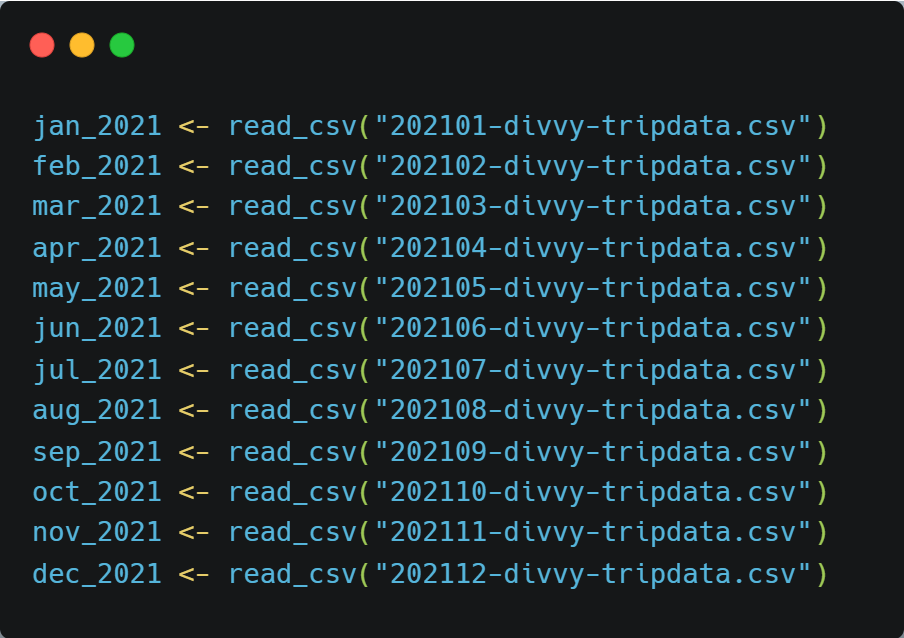 jan_2021 <- read_csv("202101-divvy-tripdata.csv")
feb_2021 <- read_csv("202102-divvy-tripdata.csv")
mar_2021 <- read_csv("202103-divvy-tripdata.csv")
apr_2021 <- read_csv("202104-divvy-tripdata.csv")
may_2021 <- read_csv("202105-divvy-tripdata.csv")
jun_2021 <- read_csv("202106-divvy-tripdata.csv")
jul_2021 <- read_csv("202107-divvy-tripdata.csv")
aug_2021 <- read_csv("202108-divvy-tripdata.csv")
sep_2021 <- read_csv("202109-divvy-tripdata.csv")
oct_2021 <- read_csv("202110-divvy-tripdata.csv")
nov_2021 <- read_csv("202111-divvy-tripdata.csv")
dec_2021 <- read_csv("202112-divvy-tripdata.csv")